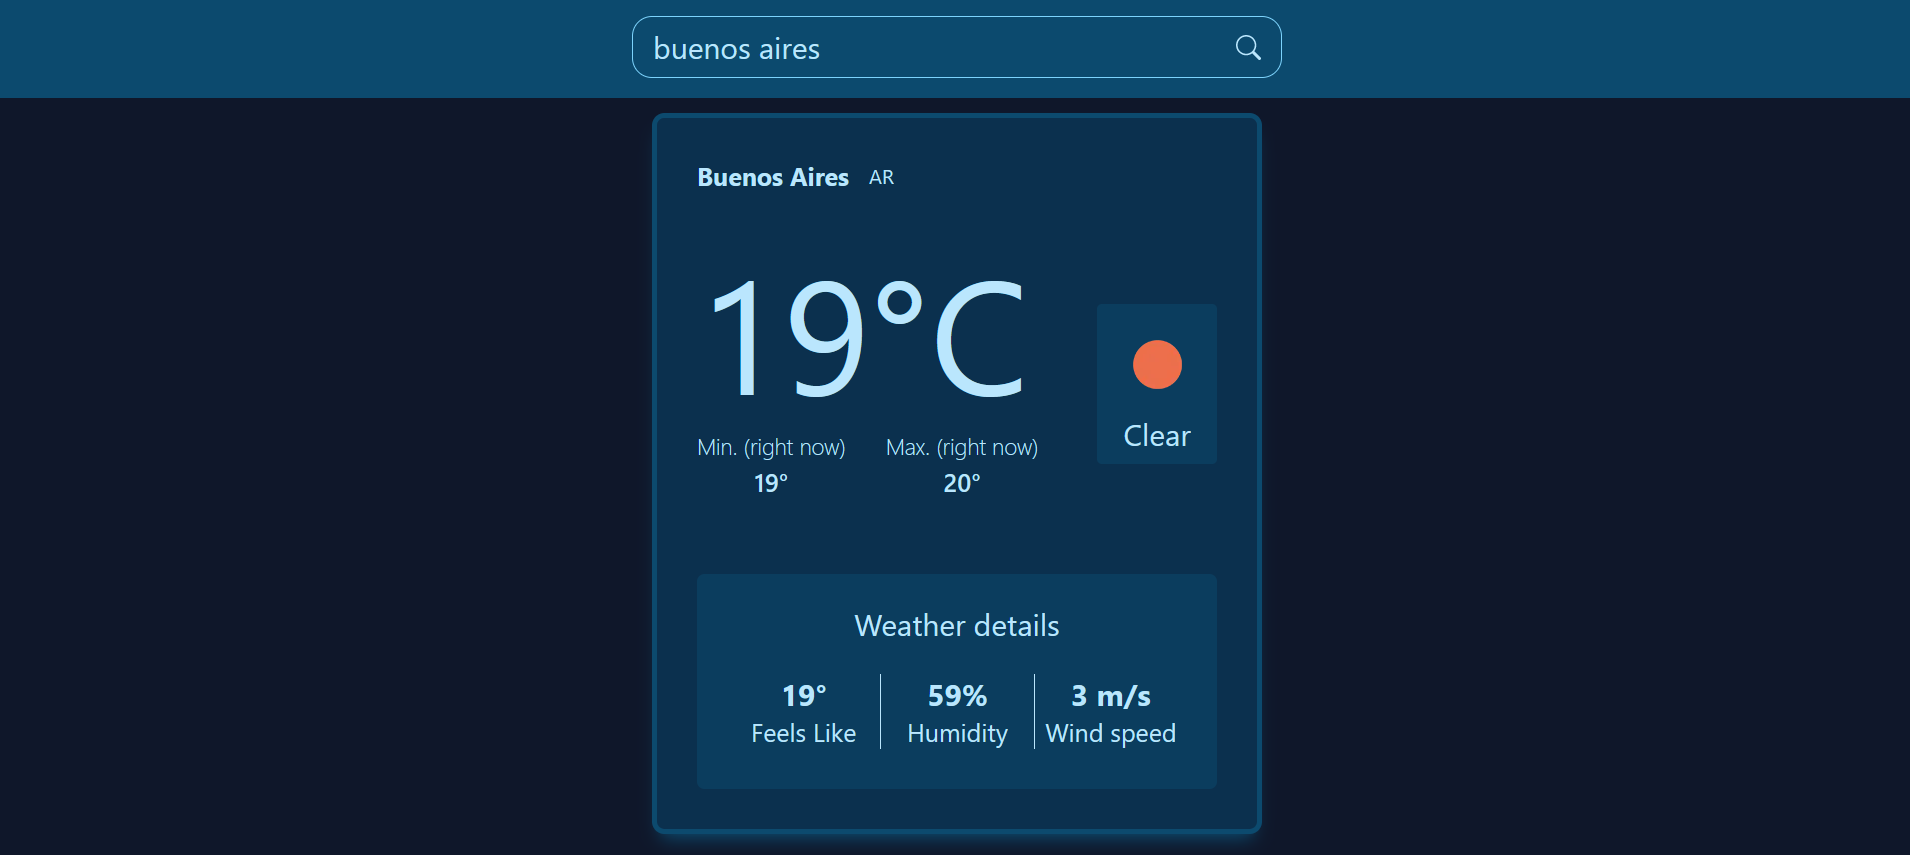 buenos aires
Buenos Aires AR
19°C
Clear
Min. (right now) Max. (right now)
19° 20°
Weather details
19° 59% 3 m/s
Feels Like Humidity Wind speed